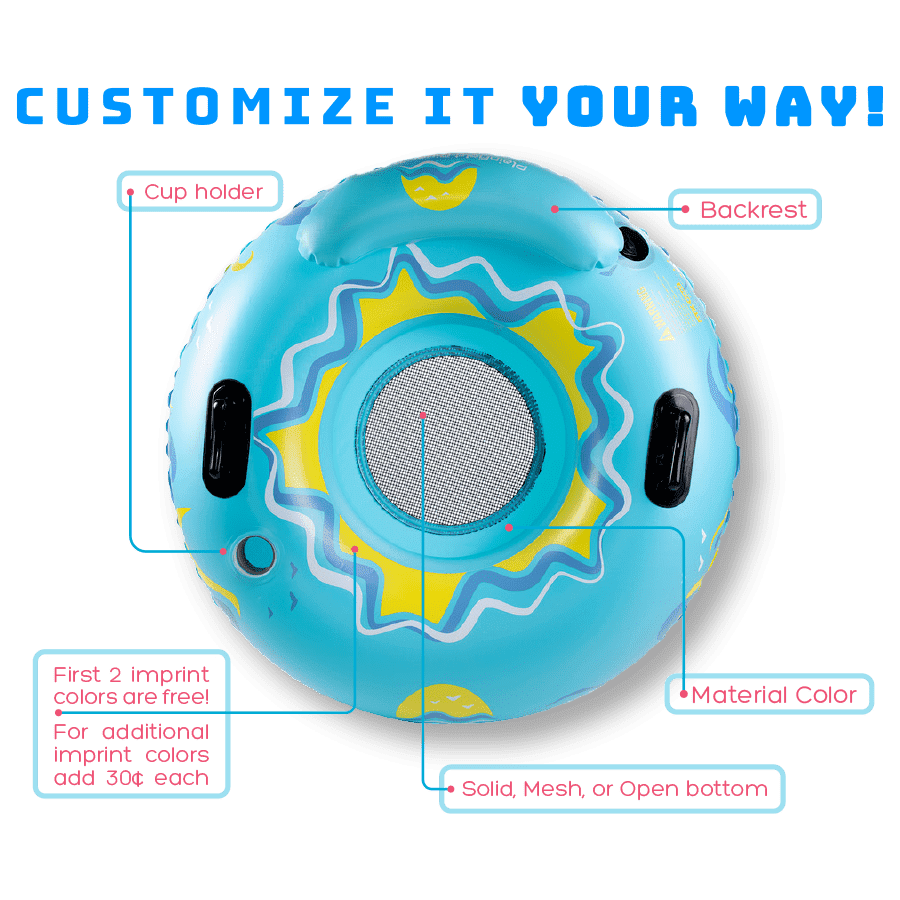 CUSTOMIZE IT YOUR WAY!
Cup holder
Backrest
WARNING
First 2 imprint
colors are free!
For additional
imprint colors
add 30¢ each
Material Color
Solid, Mesh, or Open bottom